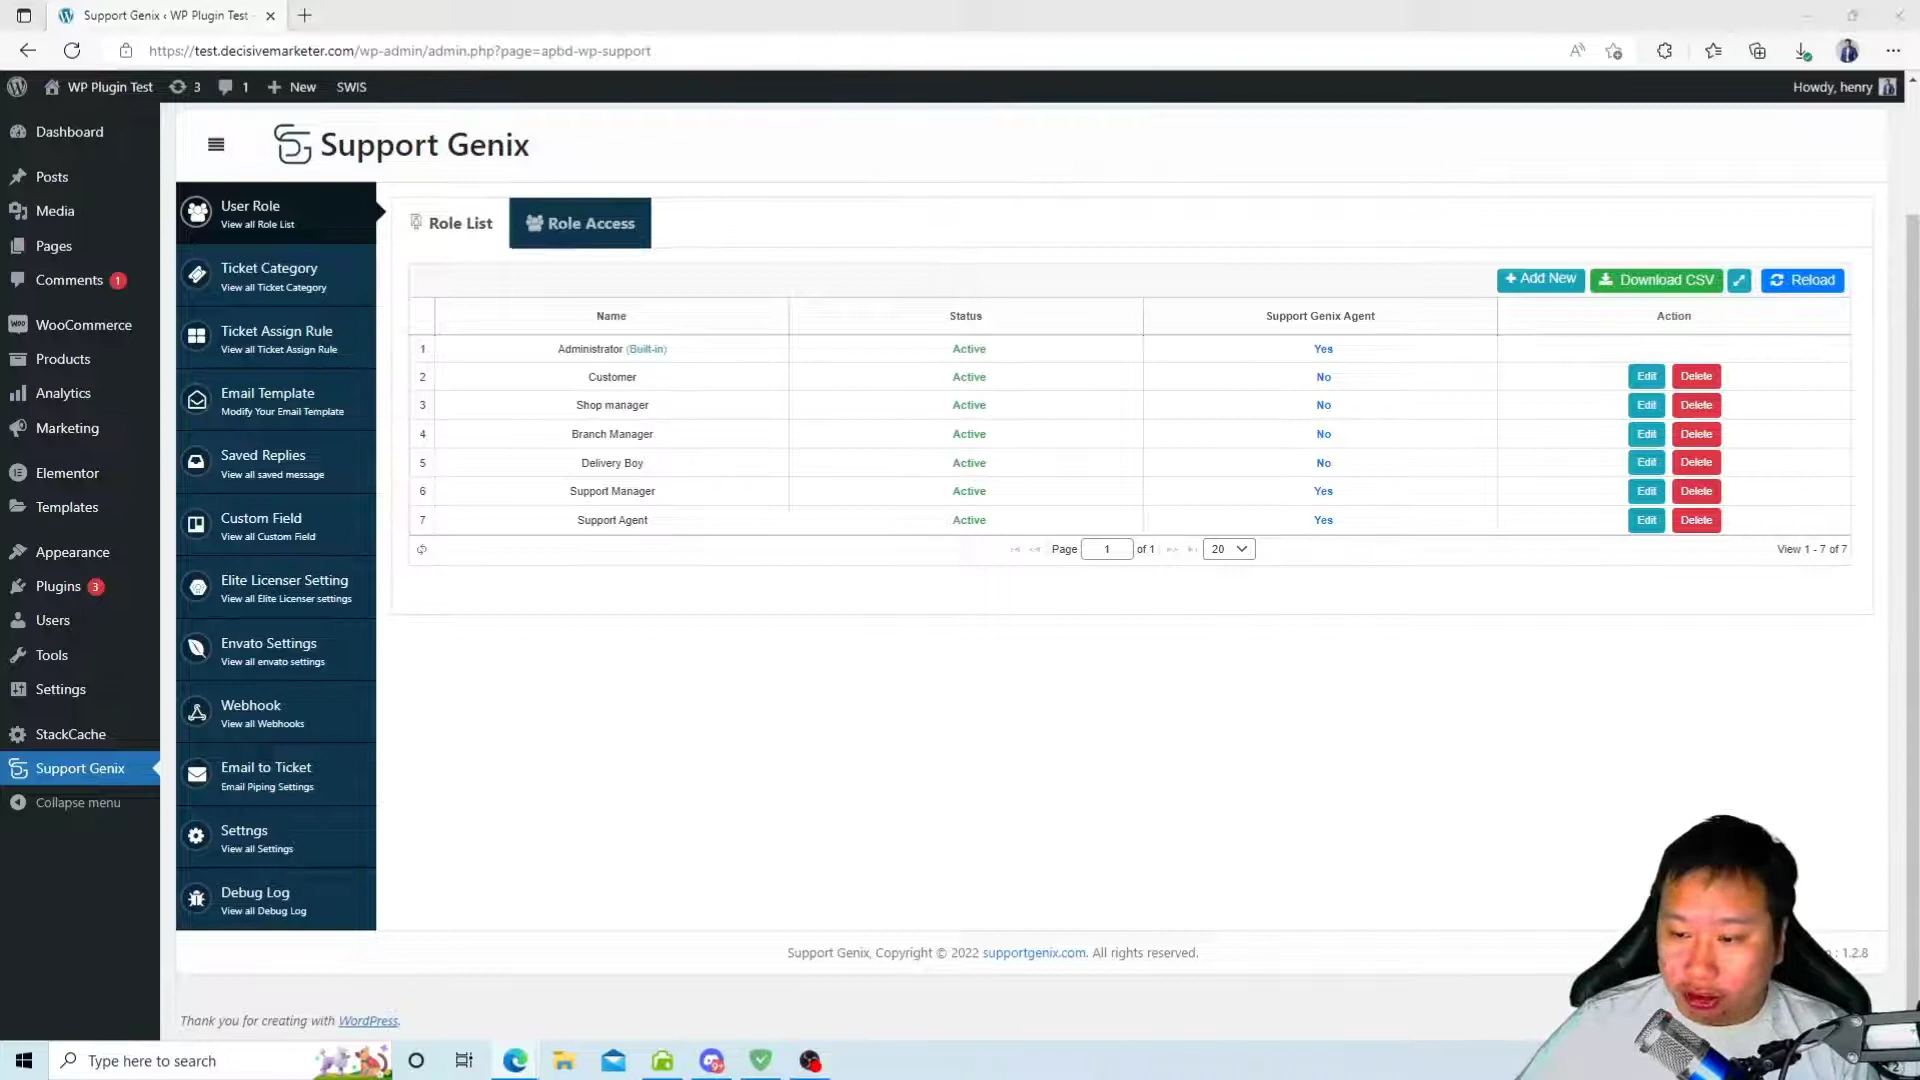 Support Genix ‹ WP Plugin Test -
https://test.decisivemarketer.com/wp-admin/admin.php?page=apbd-wp-support
WP Plugin Test
3
1
New
SWIS
Howdy, henry
Dashboard
Posts
Media
Pages
Comments 1
WooCommerce
Products
Analytics
Marketing
Elementor
Templates
Appearance
Plugins 3
Users
Tools
Settings
StackCache
Support Genix
Collapse menu
Support Genix
User Role
View all Role List
Ticket Category
View all Ticket Category
Ticket Assign Rule
View all Ticket Assign Rule
Email Template
Modify Your Email Template
Saved Replies
View all saved message
Custom Field
View all Custom Field
Elite Licenser Setting
View all Elite Licenser settings
Envato Settings
View all envato settings
Webhook
View all Webhooks
Email to Ticket
Email Piping Settings
Settngs
View all Settings
Debug Log
View all Debug Log
Role List
Role Access
+ Add New
Download CSV
Reload
Name Status Support Genix Agent Action
1 Administrator (Built-in) Active Yes
2 Customer Active No Edit Delete
3 Shop manager Active No Edit Delete
4 Branch Manager Active No Edit Delete
5 Delivery Boy Active No Edit Delete
6 Support Manager Active Yes Edit Delete
7 Support Agent Active Yes Edit Delete
Page 1 of 1 20 View 1 - 7 of 7
Support Genix, Copyright © 2022 supportgenix.com. All rights reserved.
: 1.2.8
Thank you for creating with WordPress.
Type here to search